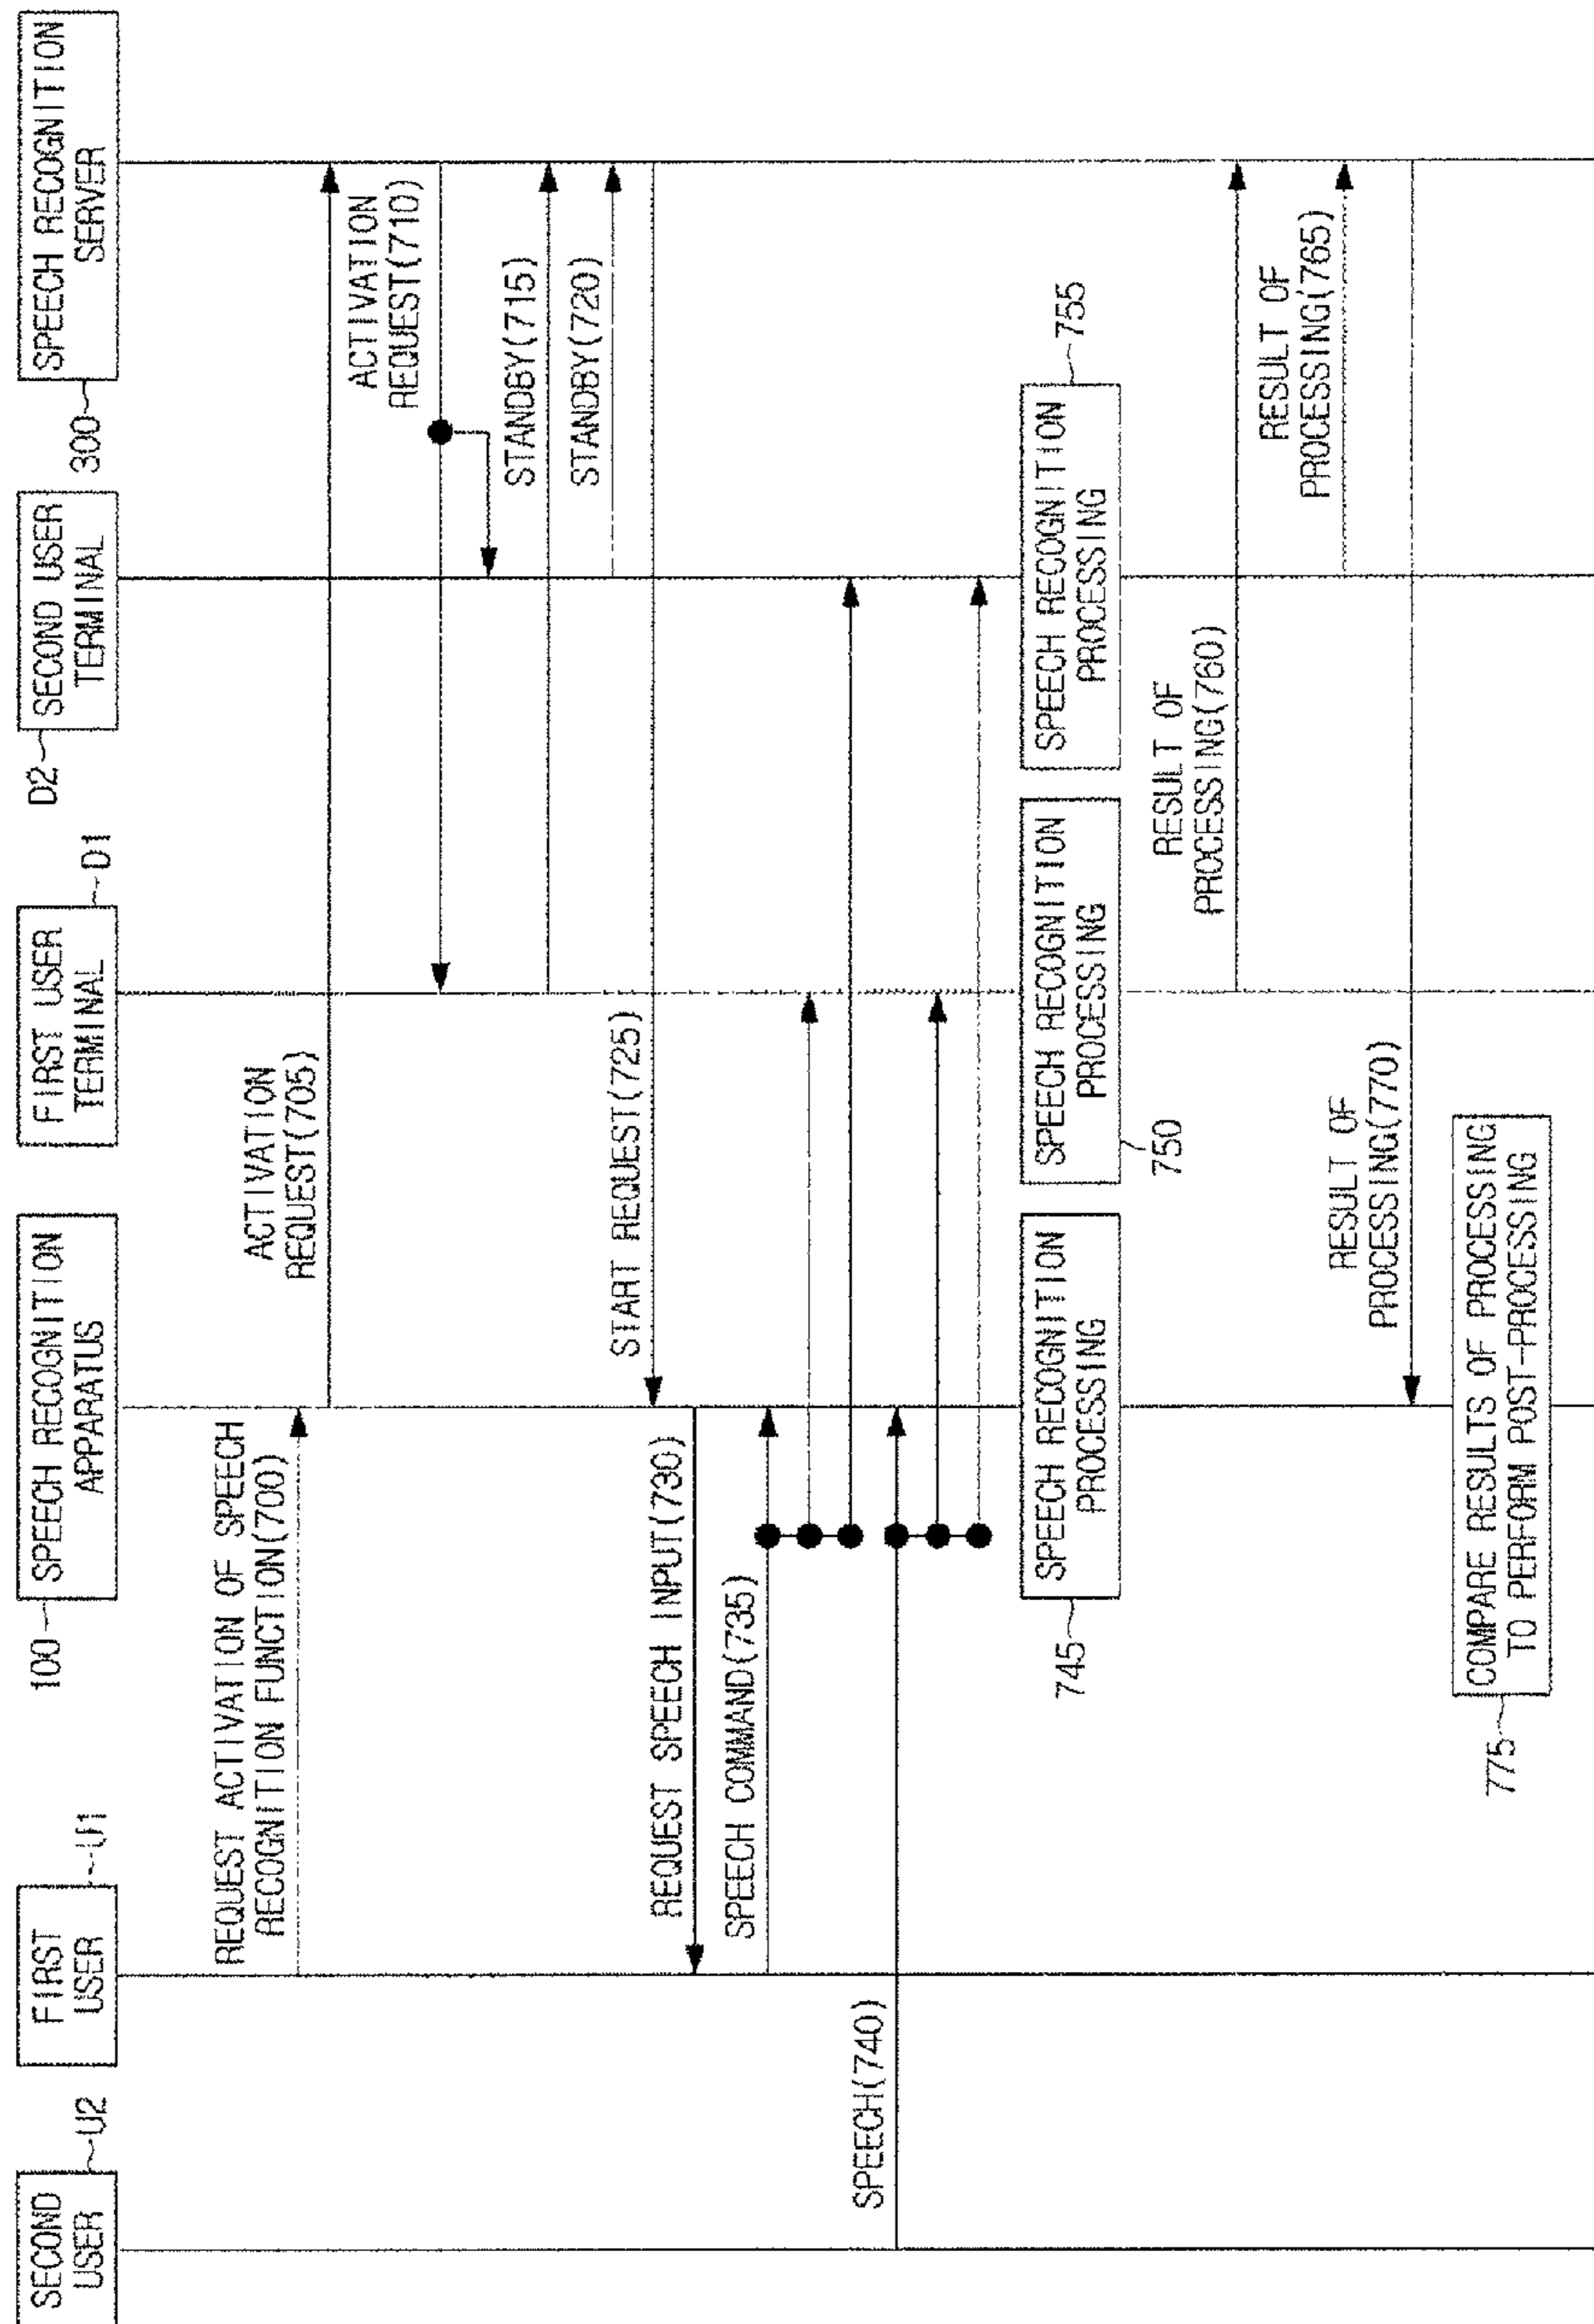 SECOND
USER
U2
FIRST
USER
U1
100
SPEECH RECOGNITION
APPARATUS
FIRST USER
TERMINAL
D1
D2
SECOND USER
TERMINAL
300
SPEECH RECOGNITION
SERVER
REQUEST ACTIVATION OF SPEECH
RECOGNITION FUNCTION(700)
ACTIVATION
REQUEST(705)
ACTIVATION
REQUEST(710)
STANDBY(715)
STANDBY(720)
START REQUEST(725)
REQUEST SPEECH INPUT(730)
SPEECH COMMAND(735)
SPEECH(740)
745
SPEECH RECOGNITION
PROCESSING
SPEECH RECOGNITION
PROCESSING
750
SPEECH RECOGNITION
PROCESSING
755
RESULT OF
PROCESSING(760)
RESULT OF
PROCESSING(765)
RESULT OF
PROCESSING(770)
775
COMPARE RESULTS OF PROCESSING
TO PERFORM POST-PROCESSING